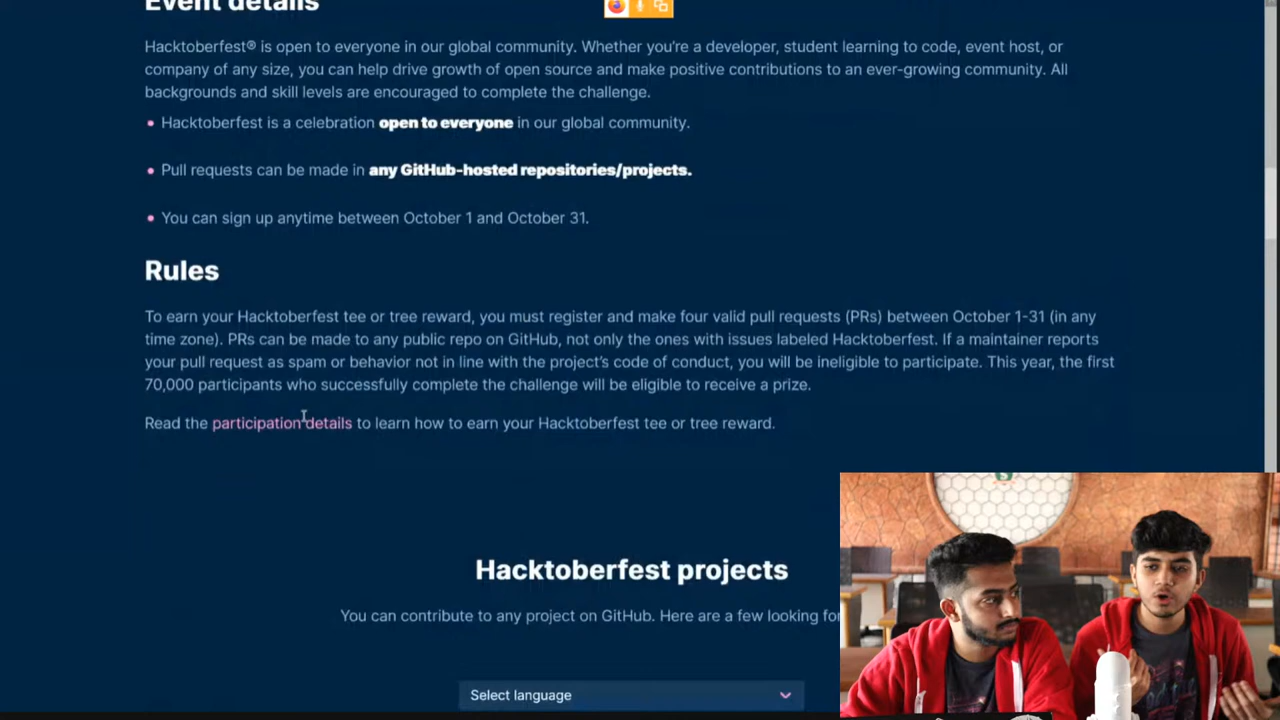 Event details
Hacktoberfest® is open to everyone in our global community. Whether you're a developer, student learning to code, event host, or
company of any size, you can help drive growth of open source and make positive contributions to an ever-growing community. All
backgrounds and skill levels are encouraged to complete the challenge.
• Hacktoberfest is a celebration open to everyone in our global community.
• Pull requests can be made in any GitHub-hosted repositories/projects.
• You can sign up anytime between October 1 and October 31.
Rules
To earn your Hacktoberfest tee or tree reward, you must register and make four valid pull requests (PRs) between October 1-31 (in any
time zone). PRs can be made to any public repo on GitHub, not only the ones with issues labeled Hacktoberfest. If a maintainer reports
your pull request as spam or behavior not in line with the project's code of conduct, you will be ineligible to participate. This year, the first
70,000 participants who successfully complete the challenge will be eligible to receive a prize.
Read the participation details to learn how to earn your Hacktoberfest tee or tree reward.
Hacktoberfest projects
You can contribute to any project on GitHub. Here are a few looking for
Select language